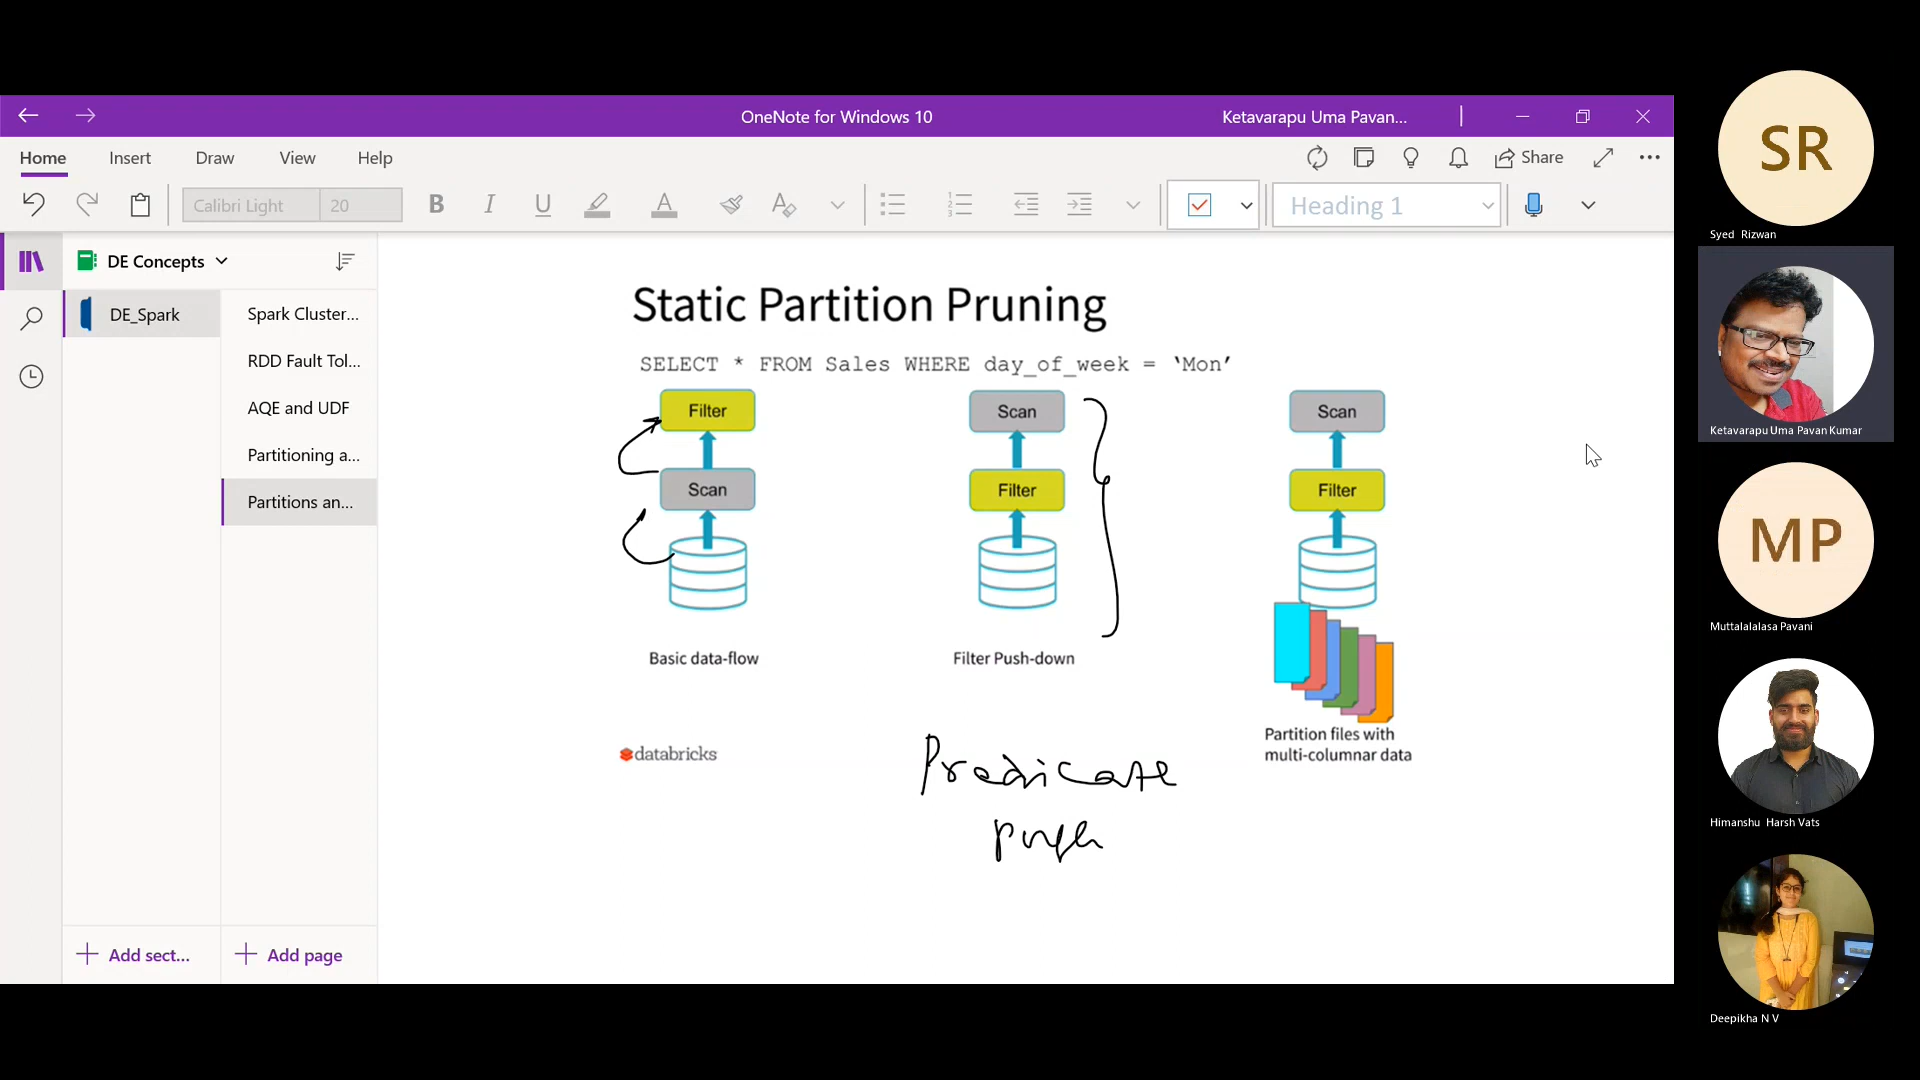 OneNote for Windows 10
Ketavarapu Uma Pavan...
Home Insert Draw View Help
Share
Calibri Light 20 B I U A A Heading 1
DE Concepts
DE_Spark
Spark Cluster...
RDD Fault Tol...
AQE and UDF
Partitioning a...
Partitions an...
Add sect...
Add page
Static Partition Pruning
SELECT * FROM Sales WHERE day_of_week = ‘Mon’
Filter
Scan
Basic data-flow
Scan
Filter
Filter Push-down
Scan
Filter
Partition files with
multi-columnar data
databricks
Predicate
push
SR
Syed Rizwan
Ketavarapu Uma Pavan Kumar
MP
Muttalalalasa Pavani
Himanshu Harsh Vats
Deepikha N V